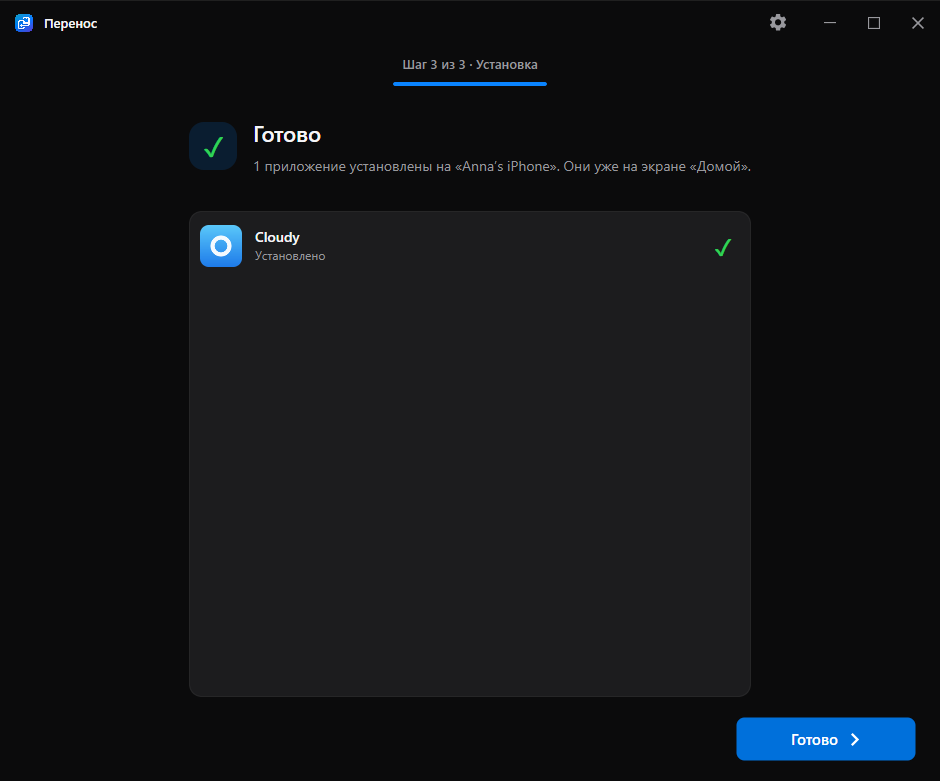 Перенос
Шаг 3 из 3 · Установка
Готово
1 приложение установлены на «Anna’s iPhone». Они уже на экране «Домой».
Cloudy
Установлено
Готово